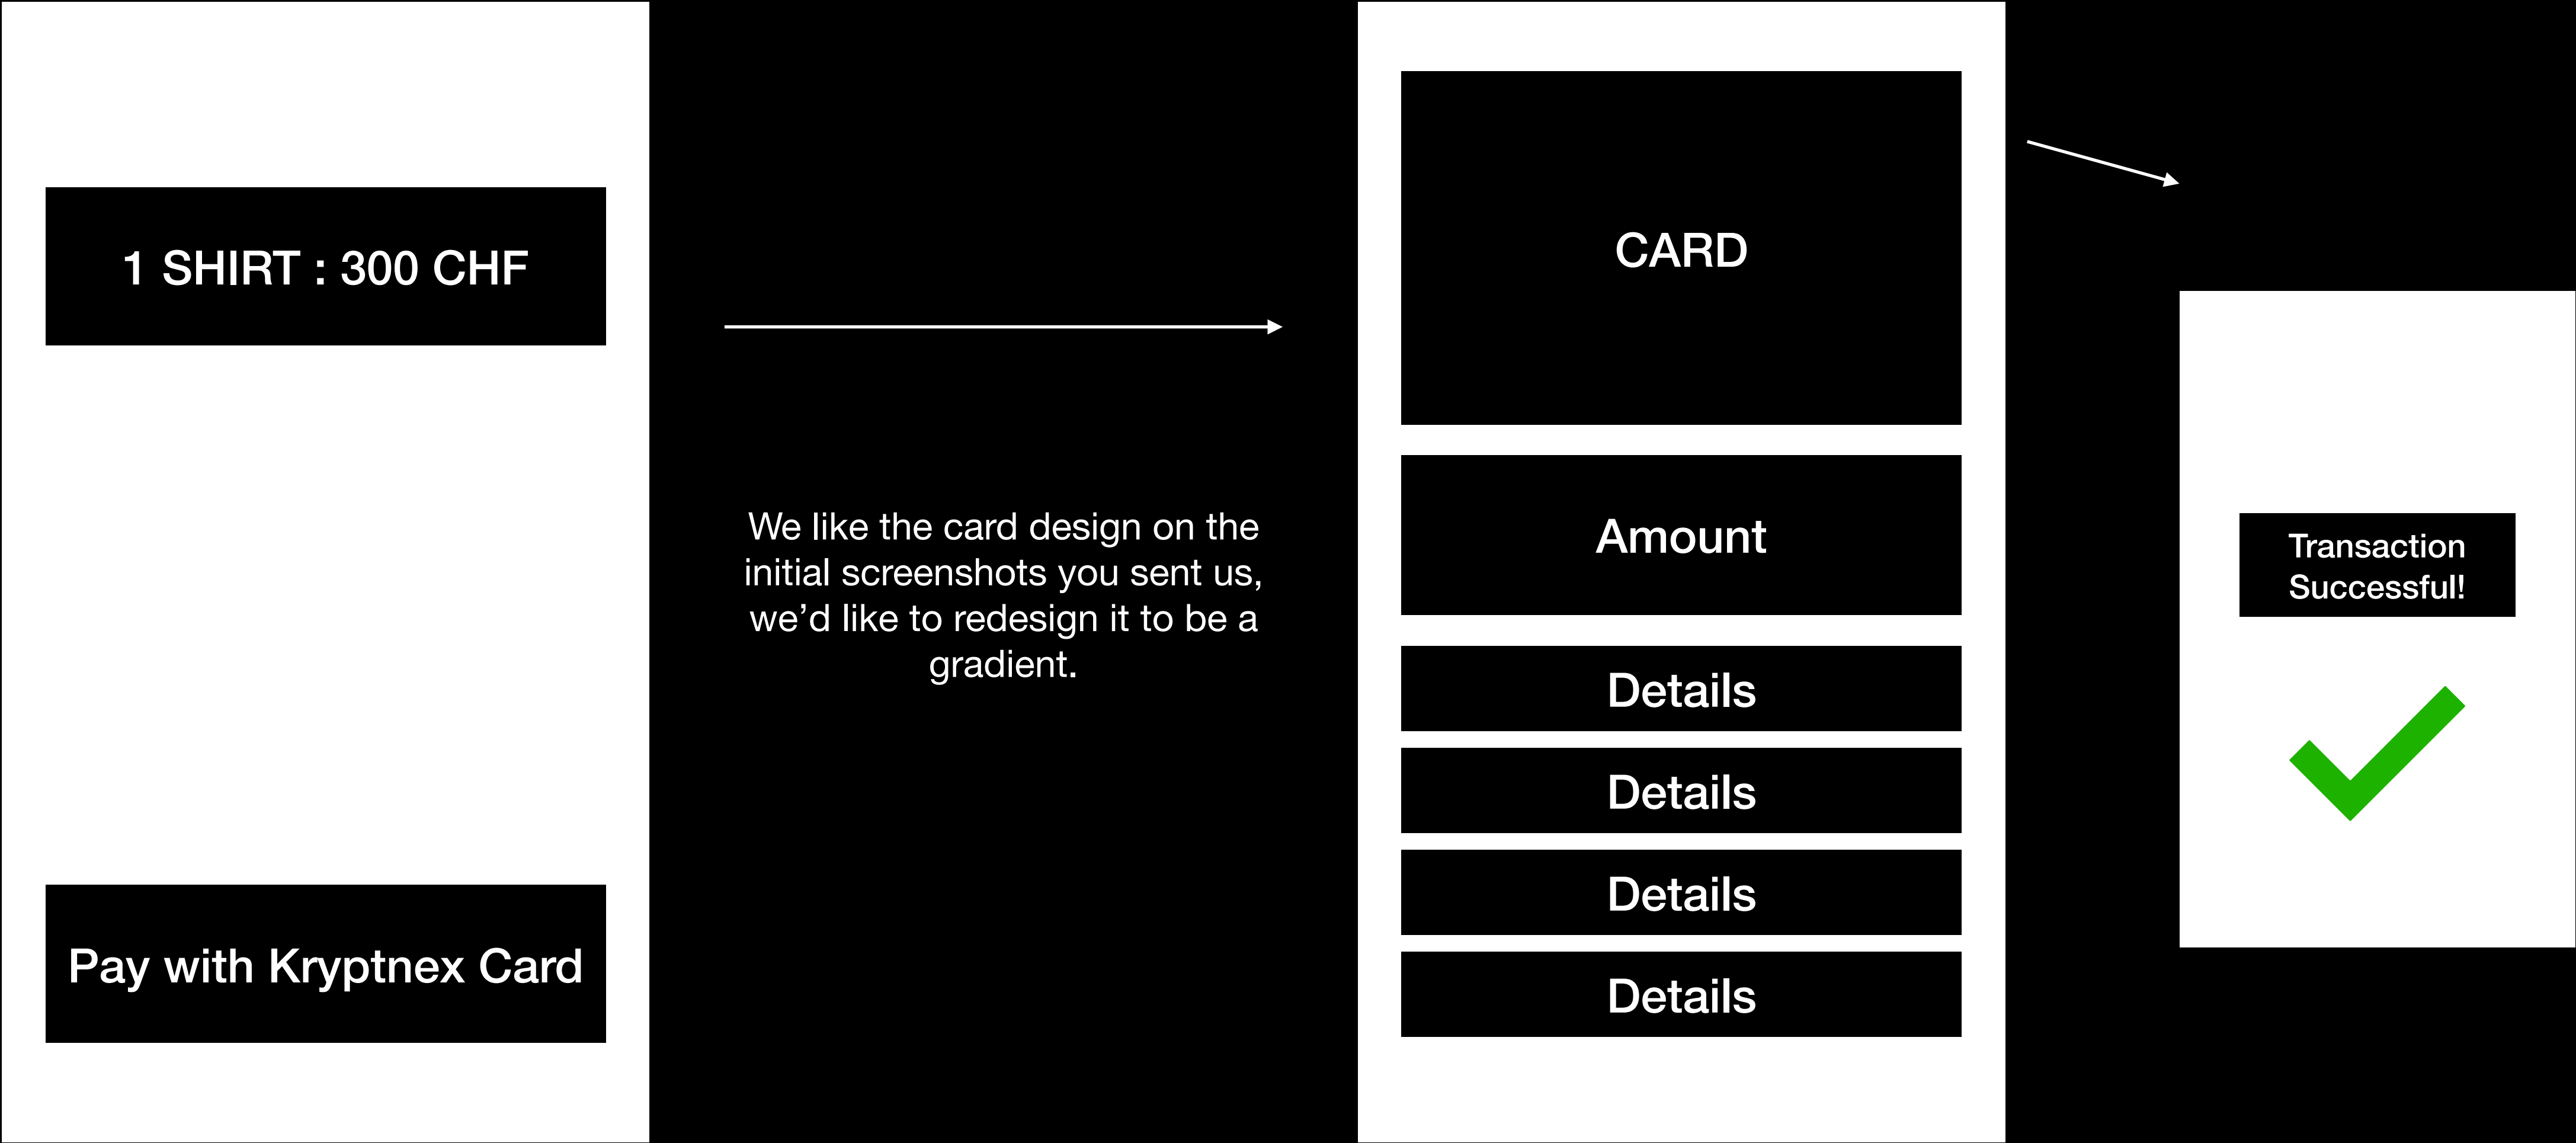 1 SHIRT : 300 CHF
Pay with Kryptnex Card
We like the card design on the
initial screenshots you sent us,
we’d like to redesign it to be a
gradient.
CARD
Amount
Details
Details
Details
Details
Transaction
Successful!